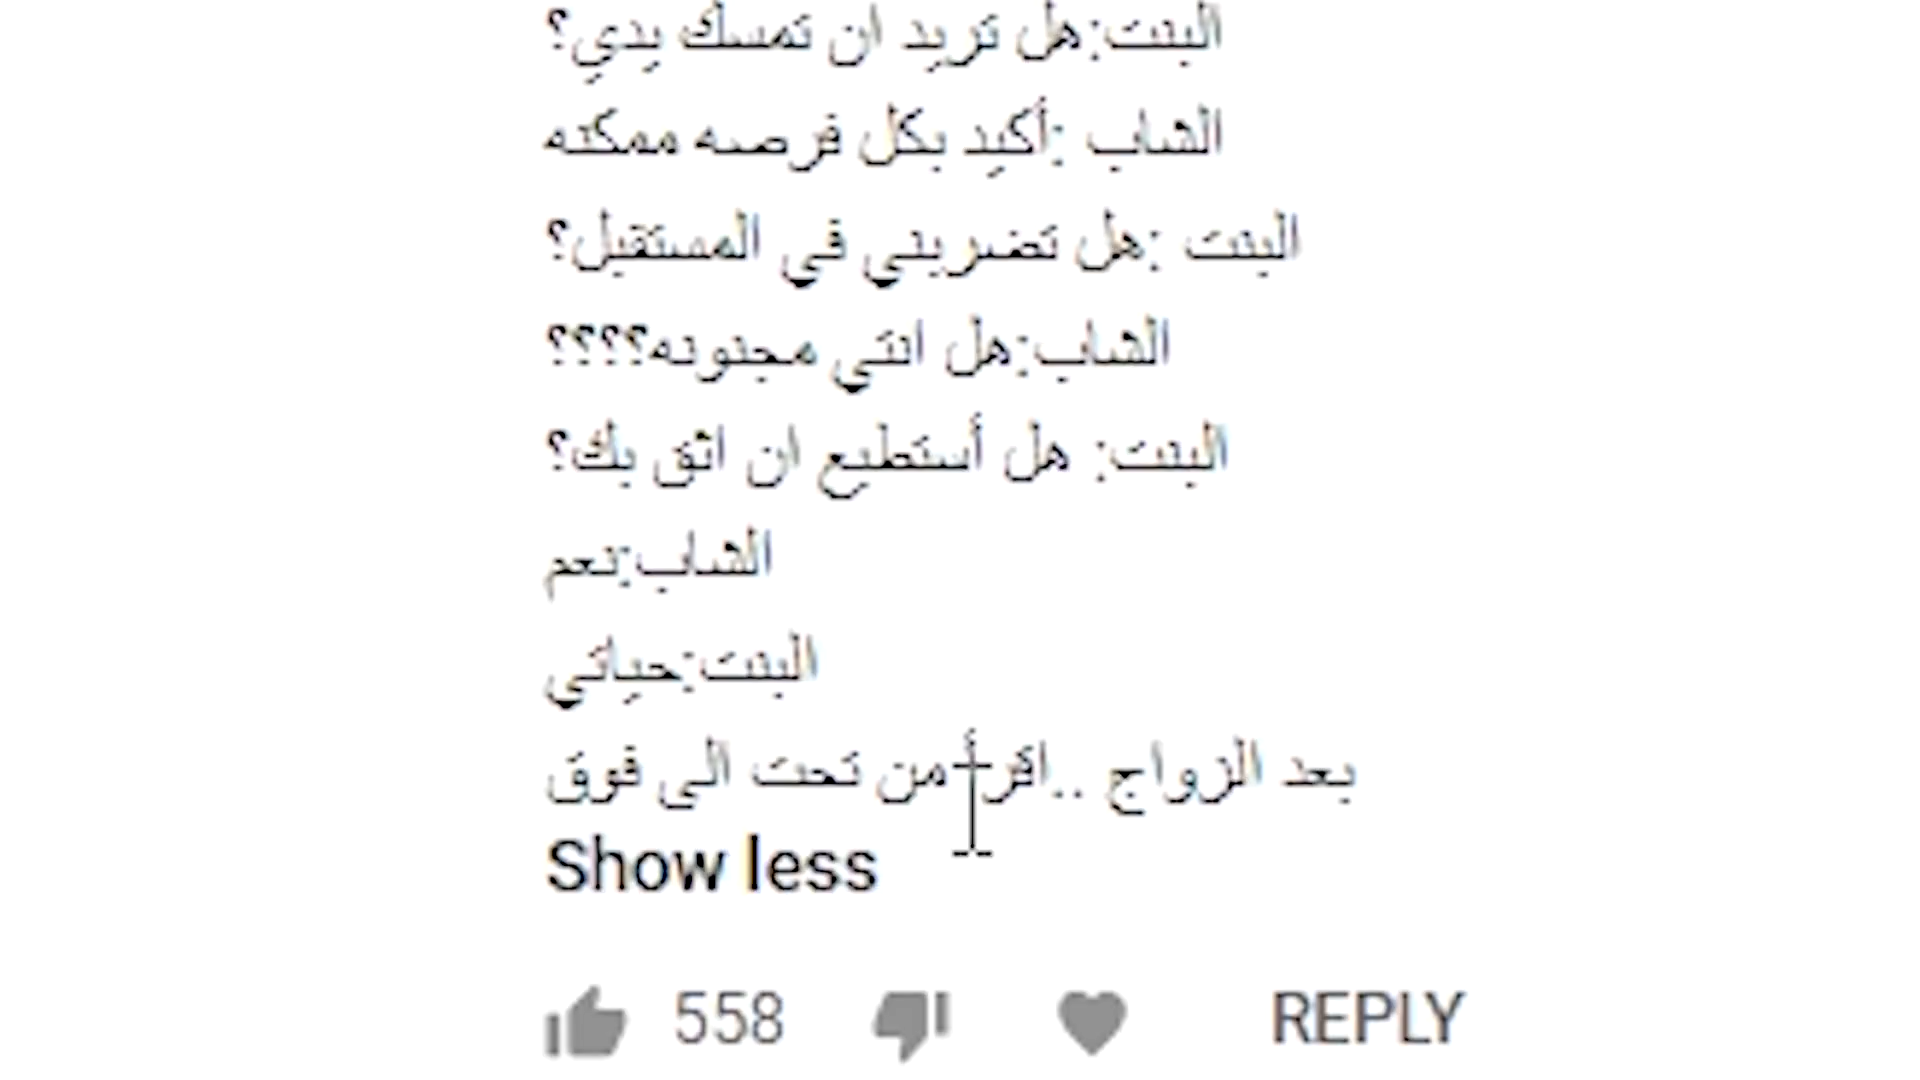 البنت:هل تريد ان تمسك يدي؟
الشاب :أكيد بكل فرصه ممكنه
البنت :هل تضربني في المستقبل؟
الشاب:هل انتي مجنونه؟؟؟؟
البنت: هل أستطيع ان اثق بك؟
الشاب:نعم
البنت:حياتي
بعد الزواج ..اقرأ من تحت الى فوق
Show less
558 REPLY